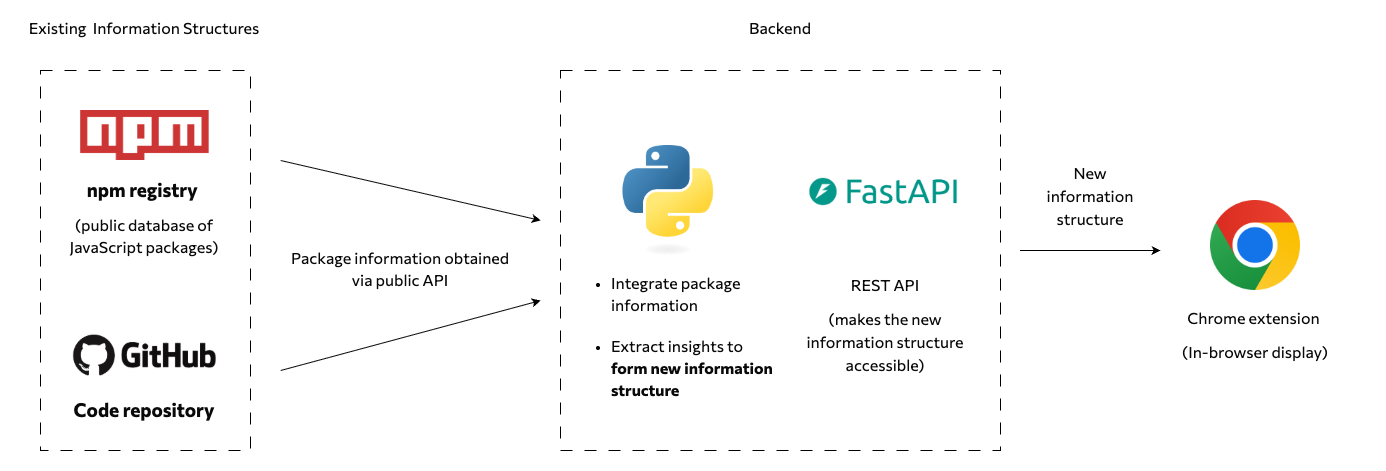 Existing Information Structures
Backend
npm
npm registry
(public database of
JavaScript packages)
GitHub
Code repository
Package information obtained
via public API
• Integrate package
information
• Extract insights to
form new information
structure
FastAPI
REST API
(makes the new
information structure
accessible)
New
information
structure
Chrome extension
(In-browser display)